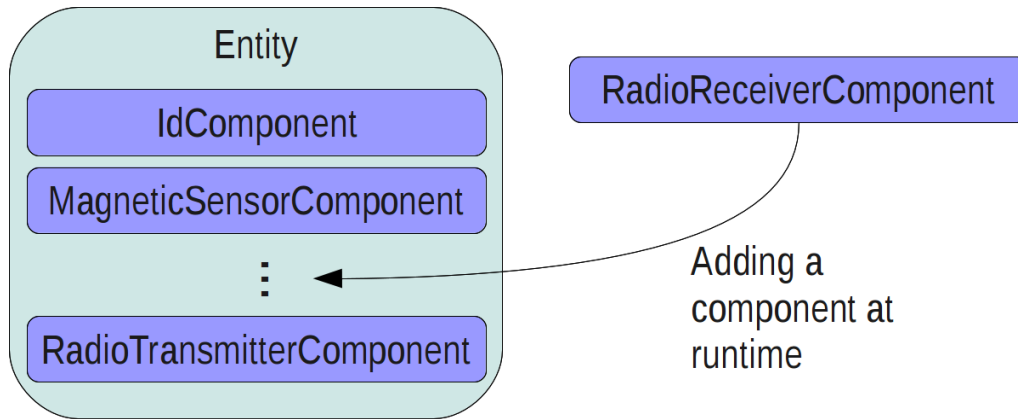 Entity
IdComponent
MagneticSensorComponent
⋮
RadioTransmitterComponent
RadioReceiverComponent
Adding a
component at
runtime